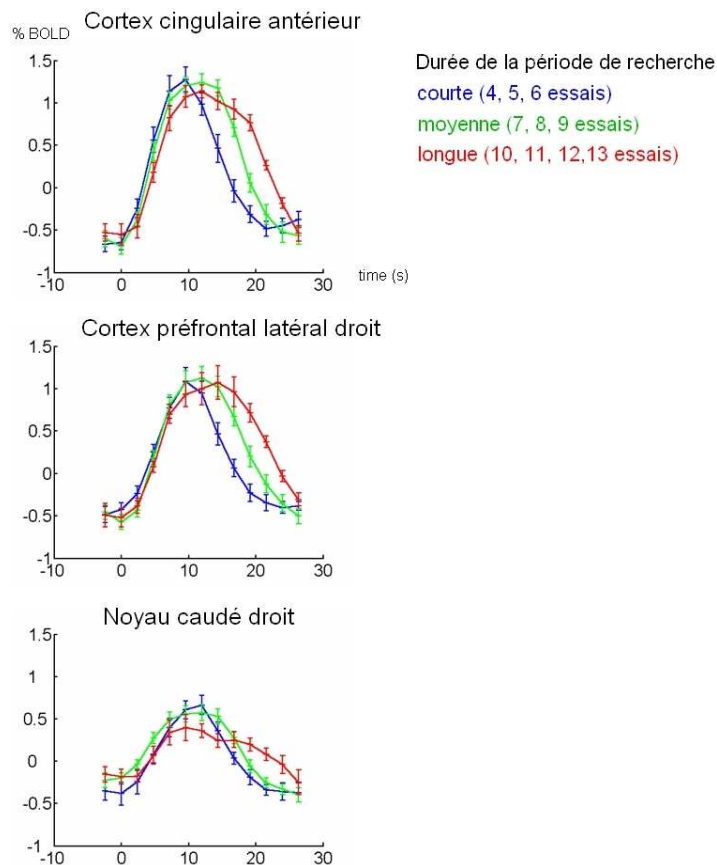 Cortex cingulaire antérieur
% BOLD
1.5
1
0.5
0
-0.5
-1
-10 0 10 20 30
time (s)
Durée de la période de recherche
courte (4, 5, 6 essais)
moyenne (7, 8, 9 essais)
longue (10, 11, 12,13 essais)
Cortex préfrontal latéral droit
1.5
1
0.5
0
-0.5
-1
-10 0 10 20 30
Noyau caudé droit
1.5
1
0.5
0
-0.5
-1
-10 0 10 20 30